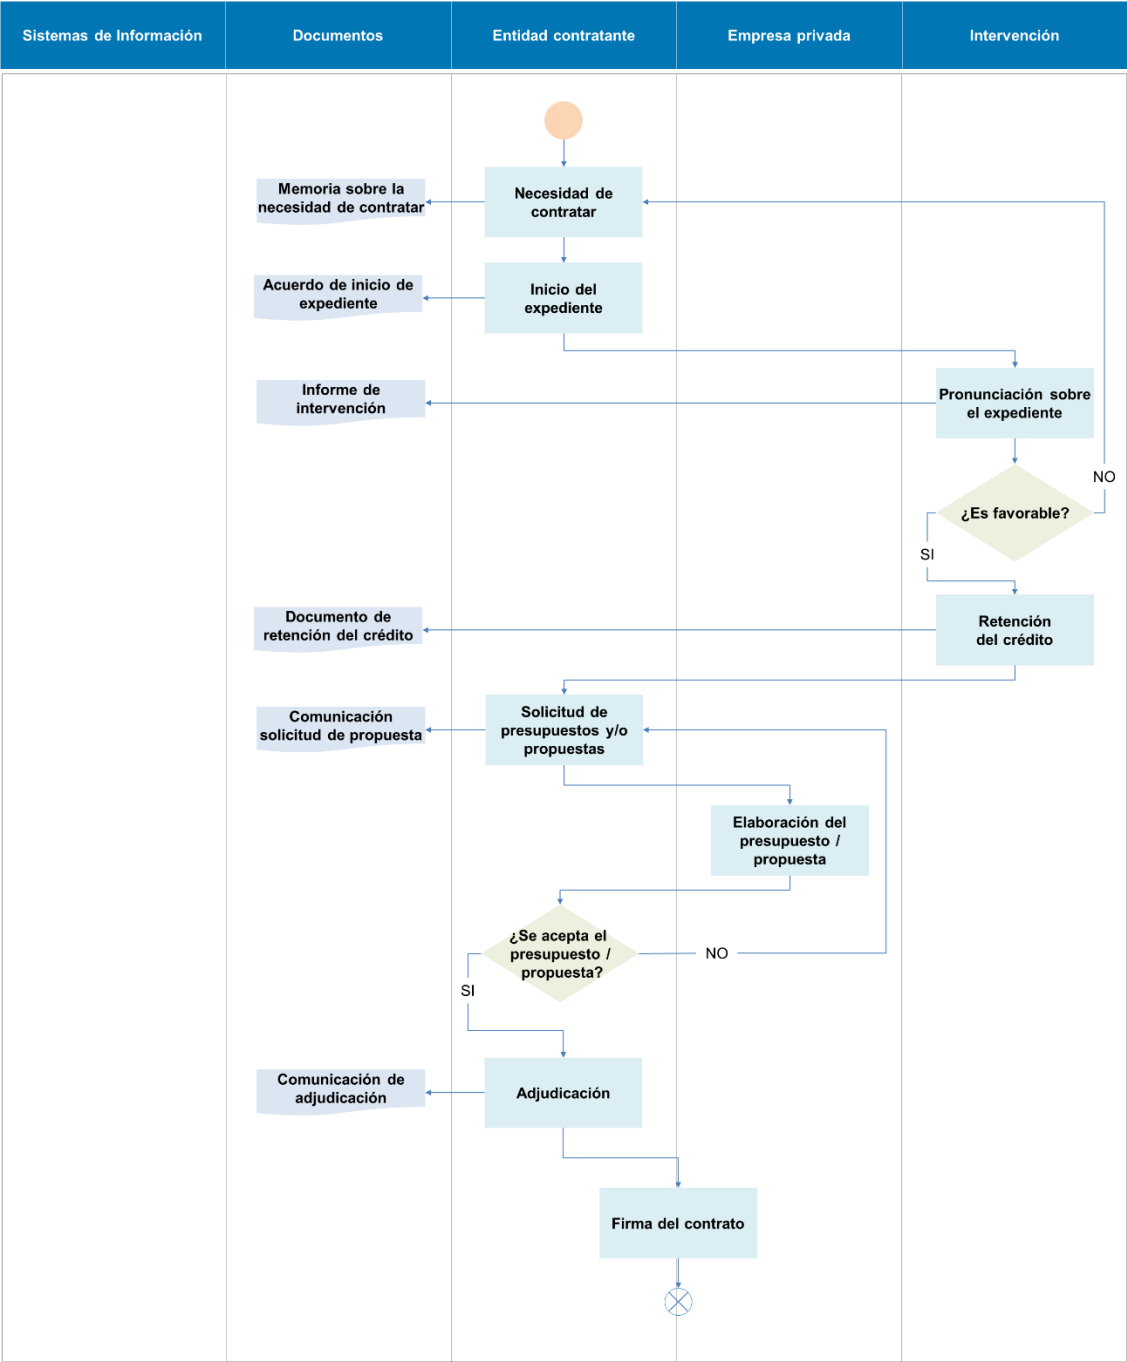 Sistemas de Información
Documentos
Entidad contratante
Empresa privada
Intervención
Memoria sobre la
necesidad de contratar
Necesidad de
contratar
Acuerdo de inicio de
expediente
Inicio del
expediente
Informe de
intervención
Pronunciación sobre
el expediente
NO
¿Es favorable?
SI
Documento de
retención del crédito
Retención
del crédito
Comunicación
solicitud de propuesta
Solicitud de
presupuestos y/o
propuestas
Elaboración del
presupuesto /
propuesta
¿Se acepta el
presupuesto /
propuesta?
NO
SI
Comunicación de
adjudicación
Adjudicación
Firma del contrato